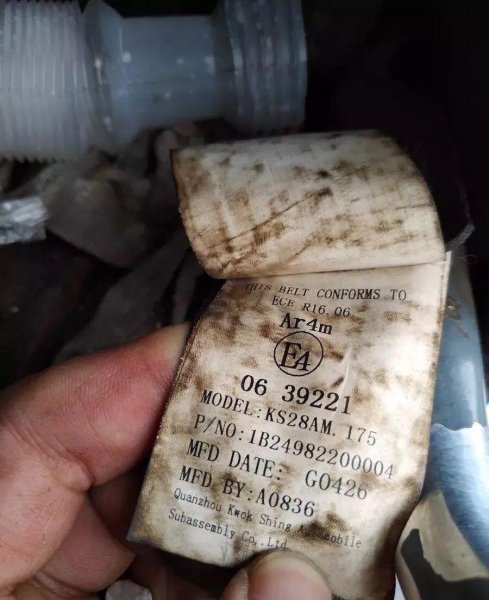 THIS BELT CONFORMS TO
ECE R16.06
Ar4m
E4
06 39221
MODEL:KS28AM.175
P/NO:1B24982200004
MFD DATE: G0426
MFD BY:A0836
Quanzhou Kwok Shing Automobile
Subassembly Co.,Ltd